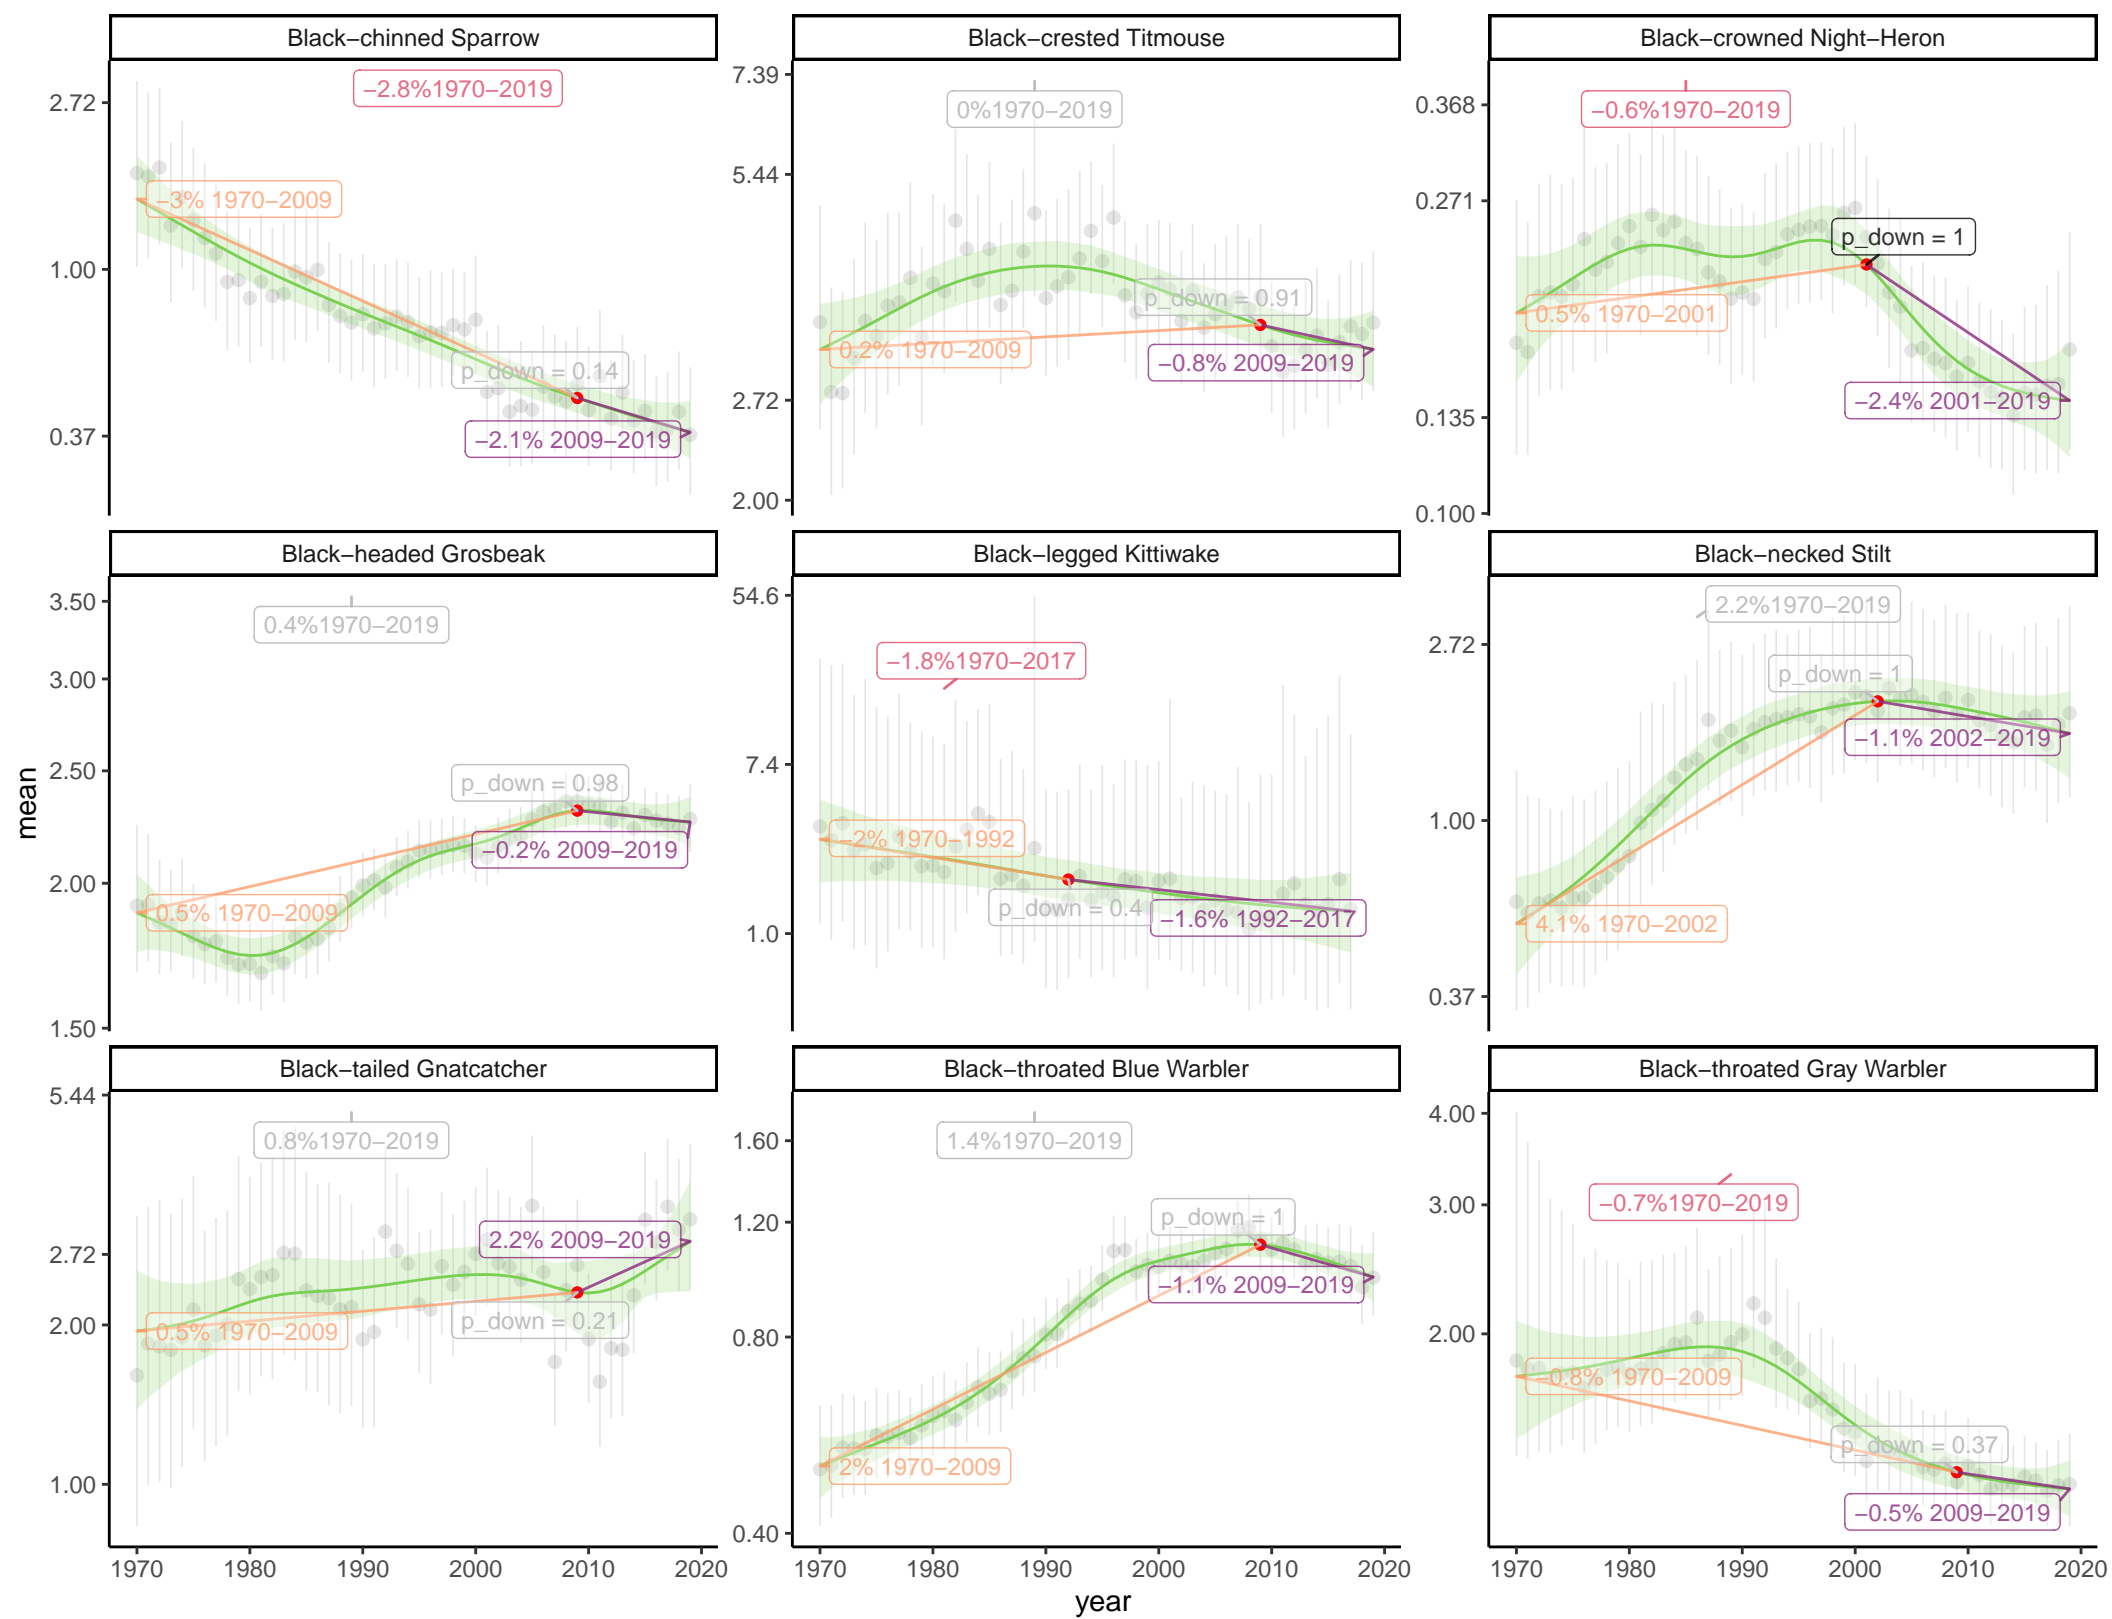 Black−chinned Sparrow
−2.8%1970−2019
2.72
1.00
0.37
−3% 1970−2009
p_down = 0.14
−2.1% 2009−2019
Black−crested Titmouse
7.39
5.44
2.72
2.00
0%1970−2019
p_down = 0.91
0.2% 1970−2009
−0.8% 2009−2019
Black−crowned Night−Heron
0.368
0.271
0.135
0.100
−0.6%1970−2019
p_down = 1
0.5% 1970−2001
−2.4% 2001−2019
mean
Black−headed Grosbeak
3.50
3.00
2.50
2.00
1.50
0.4%1970−2019
p_down = 0.98
−0.2% 2009−2019
0.5% 1970−2009
Black−legged Kittiwake
54.6
7.4
1.0
−1.8%1970−2017
−2% 1970−1992
p_down = 0.4
−1.6% 1992−2017
Black−necked Stilt
2.72
1.00
0.37
2.2%1970−2019
p_down = 1
−1.1% 2002−2019
4.1% 1970−2002
Black−tailed Gnatcatcher
5.44
2.72
2.00
1.00
0.8%1970−2019
2.2% 2009−2019
p_down = 0.21
0.5% 1970−2009
1970 1980 1990 2000 2010 2020
Black−throated Blue Warbler
1.60
1.20
0.80
0.40
1.4%1970−2019
p_down = 1
−1.1% 2009−2019
2% 1970−2009
1970 1980 1990 2000 2010 2020
Black−throated Gray Warbler
4.00
3.00
2.00
−0.7%1970−2019
−0.8% 1970−2009
p_down = 0.37
−0.5% 2009−2019
1970 1980 1990 2000 2010 2020
year